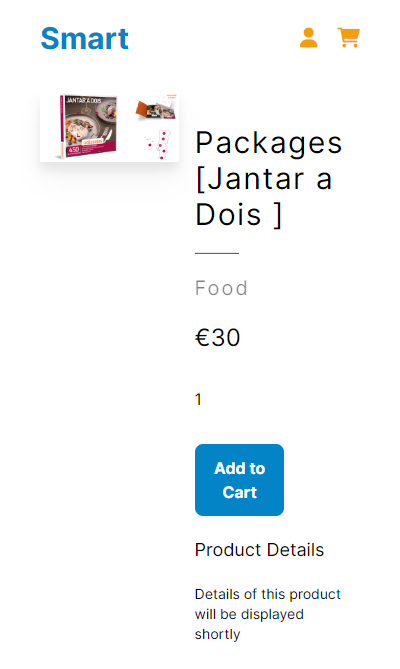 Smart
JANTAR A DOIS
450
Packages
[Jantar a
Dois ]
Food
€30
1
Add to
Cart
Product Details
Details of this product
will be displayed
shortly